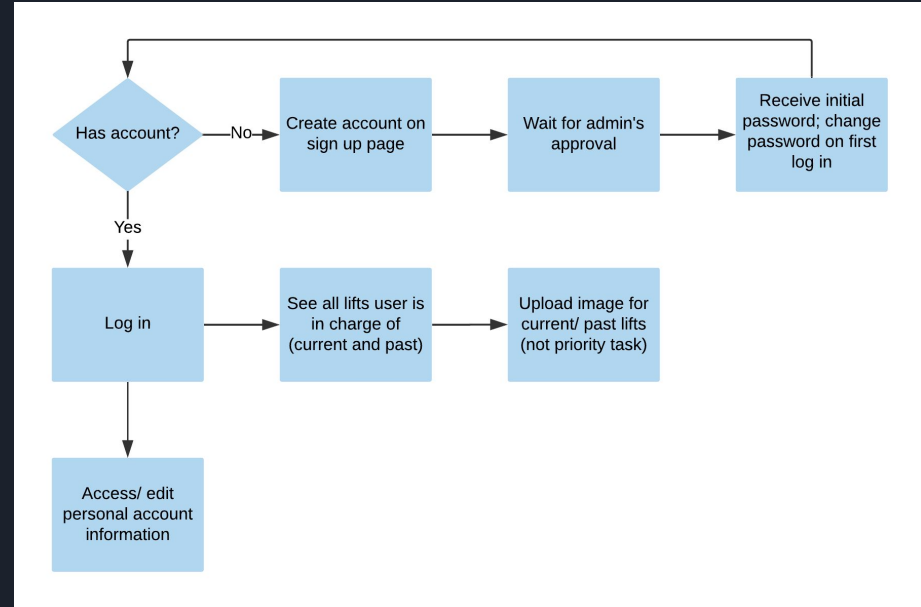 Has account?
No
Create account on
sign up page
Wait for admin's
approval
Receive initial
password; change
password on first
log in
Yes
Log in
See all lifts user is
in charge of
(current and past)
Upload image for
current/ past lifts
(not priority task)
Access/ edit
personal account
information